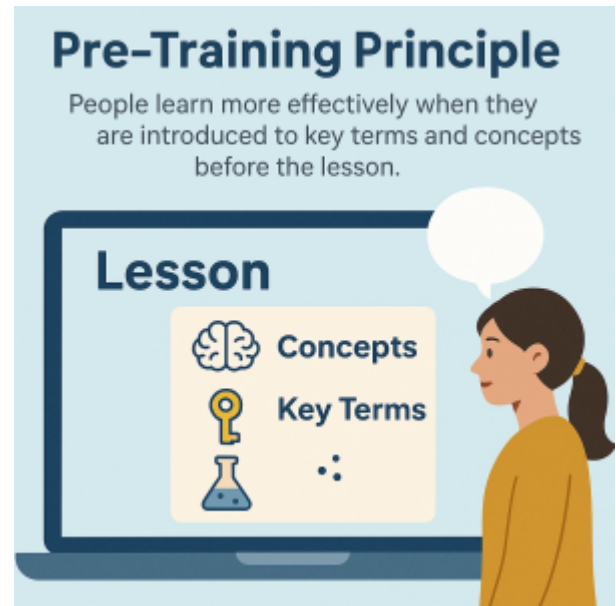 Pre-Training Principle
People learn more effectively when they
are introduced to key terms and concepts
before the lesson.
Lesson
Concepts
Key Terms